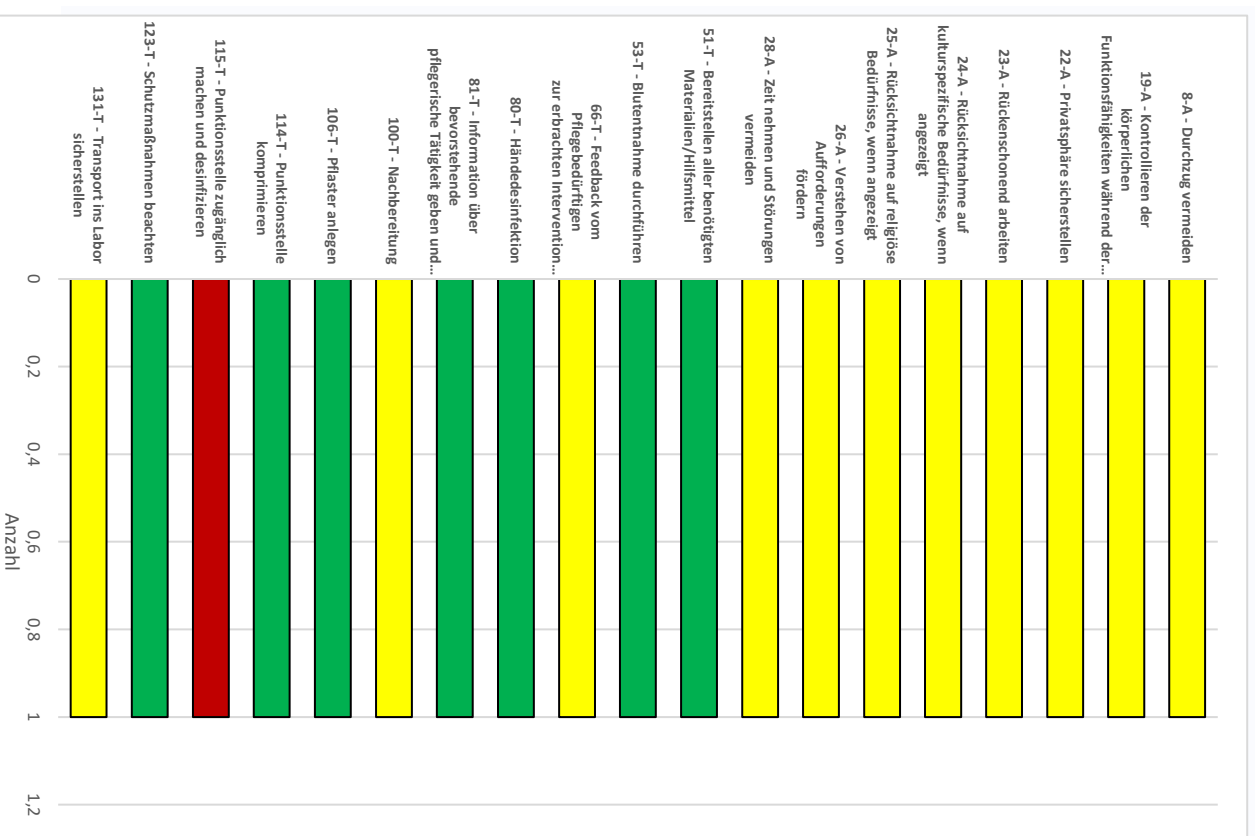 8-A - Durchzug vermeiden
19-A - Kontrollieren der
körperlichen
Funktionsfähigkeiten während der…
22-A - Privatsphäre sicherstellen
23-A - Rückenschonend arbeiten
24-A - Rücksichtnahme auf
kulturspezifische Bedürfnisse, wenn
angezeigt
25-A - Rücksichtnahme auf religiöse
Bedürfnisse, wenn angezeigt
26-A - Verstehen von
Aufforderungen
fördern
28-A - Zeit nehmen und Störungen
vermeiden
51-T - Bereitstellen aller benötigten
Materialien/Hilfsmittel
53-T - Blutentnahme durchführen
66-T - Feedback vom
Pflegebedürftigen
zur erbrachten Intervention…
80-T - Händedesinfektion
81-T - Information über
bevorstehende
pflegerische Tätigkeit geben und…
100-T - Nachbereitung
106-T - Pflaster anlegen
114-T - Punktionsstelle
komprimieren
115-T - Punktionsstelle zugänglich
machen und desinfizieren
123-T - Schutzmaßnahmen beachten
131-T - Transport ins Labor
sicherstellen
0
0,2
0,4
0,6
0,8
1
1,2
Anzahl